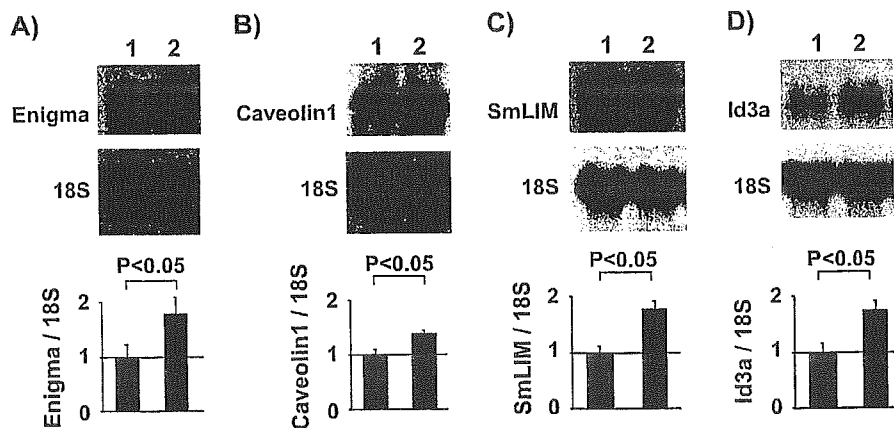 A)
1 2
Enigma
18S
P<0.05
Enigma / 18S
2
1
0
B)
1 2
Caveolin1
18S
P<0.05
Caveolin1 / 18S
2
1
0
C)
1 2
SmLIM
18S
P<0.05
SmLIM / 18S
2
1
0
D)
1 2
Id3a
18S
P<0.05
Id3a / 18S
2
1
0